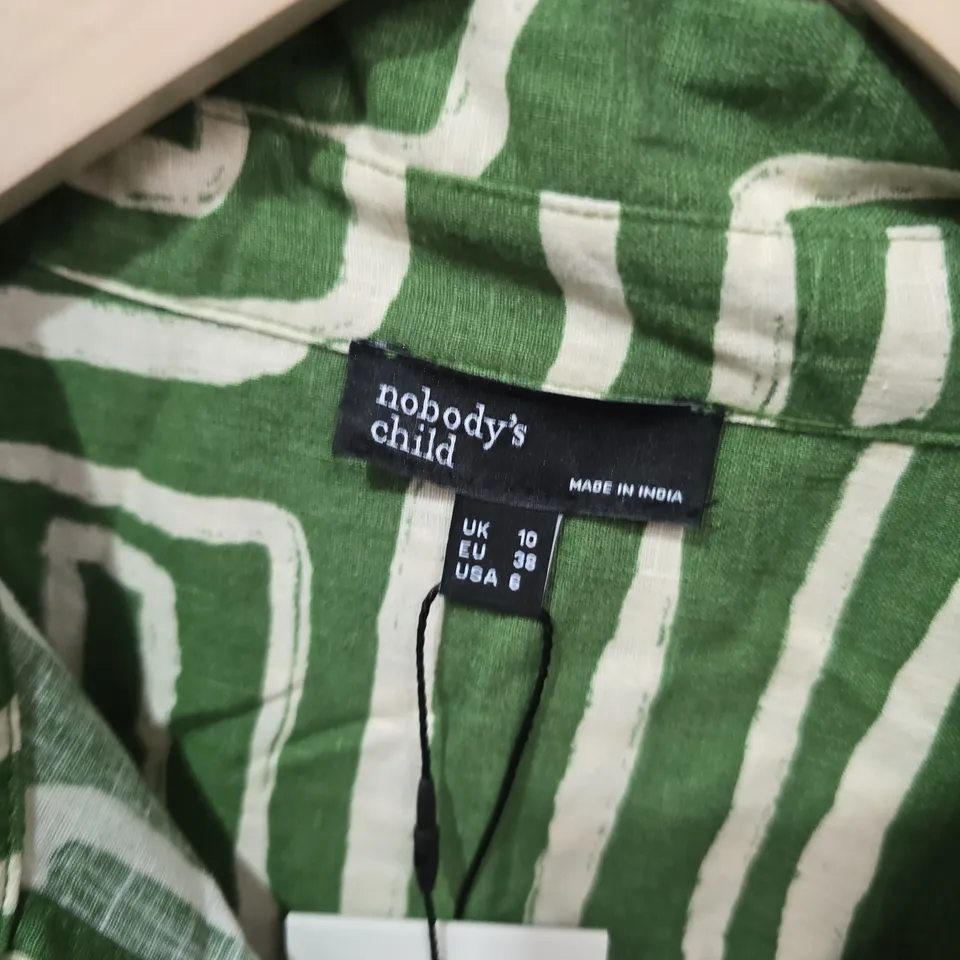 nobody's
child
MADE IN INDIA
UK 10
EU 38
USA 6